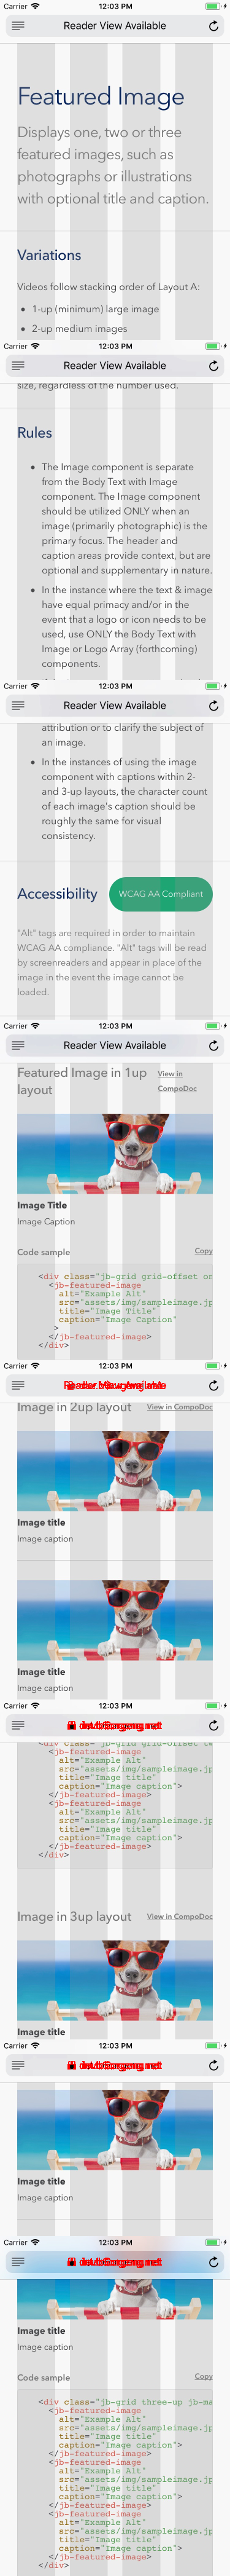 Carrier 12:03 PM
Reader View Available
Featured Image
Displays one, two or three
featured images, such as
photographs or illustrations
with optional title and caption.
Variations
Videos follow stacking order of Layout A:
• 1-up (minimum) large image
• 2-up medium images
Carrier 12:03 PM
Reader View Available
size, regardless of the number used.
Rules
• The Image component is separate
from the Body Text with Image
component. The Image component
should be utilized ONLY when an
image (primarily photographic) is the
primary focus. The header and
caption areas provide context, but are
optional and supplementary in nature.
• In the instance where the text & image
have equal primacy and/or in the
event that a logo or icon needs to be
used, use ONLY the Body Text with
Image or Logo Array (forthcoming)
components.
Carrier 12:03 PM
Reader View Available
attribution or to clarify the subject of
an image.
• In the instances of using the image
component with captions within 2-
and 3-up layouts, the character count
of each image's caption should be
roughly the same for visual
consistency.
Accessibility WCAG AA Compliant
"Alt" tags are required in order to maintain
WCAG AA compliance. "Alt" tags will be read
by screenreaders and appear in place of the
image in the event the image cannot be
loaded.
Carrier 12:03 PM
Reader View Available
Featured Image in 1up View in
layout CompoDoc
Image Title
Image Caption
Code sample Copy
<div class="jb-grid grid-offset on
<jb-featured-image
alt="Example Alt"
src="assets/img/sampleimage.jp
title="Image Title"
caption="Image Caption"
>
</jb-featured-image>
</div>
Carrier 12:03 PM
Image in 2up layout View in CompoDoc
Image title
Image caption
Image title
Image caption
Carrier 12:03 PM
<div class="jb-grid grid-offset
<jb-featured-image
alt="Example Alt"
src="assets/img/sampleimage.jp
title="Image title"
caption="Image caption">
</jb-featured-image>
<jb-featured-image
alt="Example Alt"
src="assets/img/sampleimage.jp
title="Image title"
caption="Image caption">
</jb-featured-image>
</div>
Image in 3up layout View in CompoDoc
Image title
Carrier 12:03 PM
Image title
Image caption
Carrier 12:03 PM
Image title
Image caption
Code sample Copy
<div class="jb-grid three-up jb-ma
<jb-featured-image
alt="Example Alt"
src="assets/img/sampleimage.jp
title="Image title"
caption="Image caption">
</jb-featured-image>
<jb-featured-image
alt="Example Alt"
src="assets/img/sampleimage.jp
title="Image title"
caption="Image caption">
</jb-featured-image>
<jb-featured-image
alt="Example Alt"
src="assets/img/sampleimage.jp
title="Image title"
caption="Image caption">
</jb-featured-image>
</div>